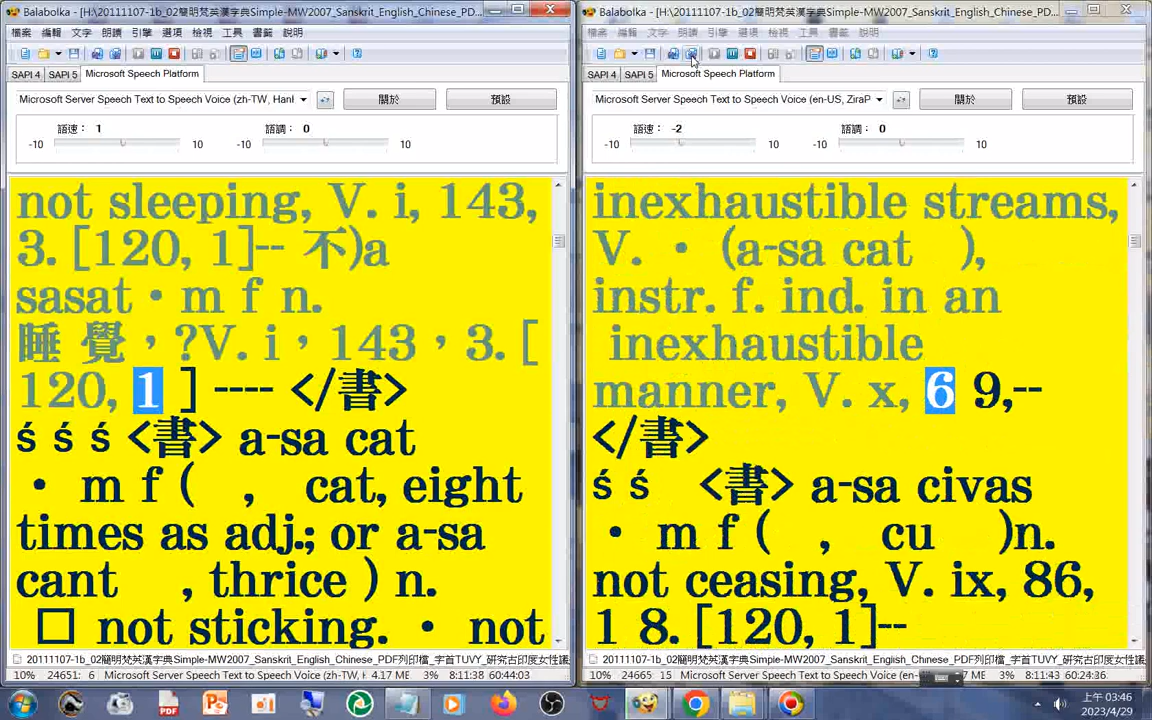 Balabolka - [H:\20111107-1b_02簡明梵英漢字典Simple-MW2007_Sanskrit_English_Chinese_PD...
檔案 編輯 文字 朗讀 引擎 選項 檢視 工具 書籤 說明
SAPI 4 SAPI 5 Microsoft Speech Platform
Microsoft Server Speech Text to Speech Voice (zh-TW, Hanl 關於 預設
語速： 1 語調： 0
-10 10 -10 10
not sleeping, V. i, 143,
3. [120, 1]-- 不)a
sasat • m f n.
睡 覺，?V. i，143，3. [
120, 1 ] ---- </書>
ś ś ś <書> a-sa cat
• m f ( , cat, eight
times as adj.; or a-sa
cant , thrice ) n.
□ not sticking. • not
20111107-1b_02簡明梵英漢字典Simple-MW2007_Sanskrit_English_Chinese_PDF列印檔_字首TUVY_研究古印度女性議
10% 24651: 6 Microsoft Server Speech Text to Speech Voice (zh-TW, H 4.17 ME 3% 8:11:38 60:44:03
Balabolka - [H:\20111107-1b_02簡明梵英漢字典Simple-MW2007_Sanskrit_English_Chinese_PD...
檔案 編輯 文字 朗讀 引擎 選項 檢視 工具 書籤 說明
SAPI 4 SAPI 5 Microsoft Speech Platform
Microsoft Server Speech Text to Speech Voice (en-US, ZiraP 關於 預設
語速： -2 語調： 0
-10 10 -10 10
inexhaustible streams,
V. • (a-sa cat ),
instr. f. ind. in an
inexhaustible
manner, V. x, 6 9,--
</書>
ś ś <書> a-sa civas
• m f ( , cu )n.
not ceasing, V. ix, 86,
1 8. [120, 1]--
20111107-1b_02簡明梵英漢字典Simple-MW2007_Sanskrit_English_Chinese_PDF列印檔_字首TUVY_研究古印度女性議
10% 24665 15 Microsoft Server Speech Text to Speech Voice (en-U MB 3% 8:11:43 60:24:36
上午 03:46
2023/4/29